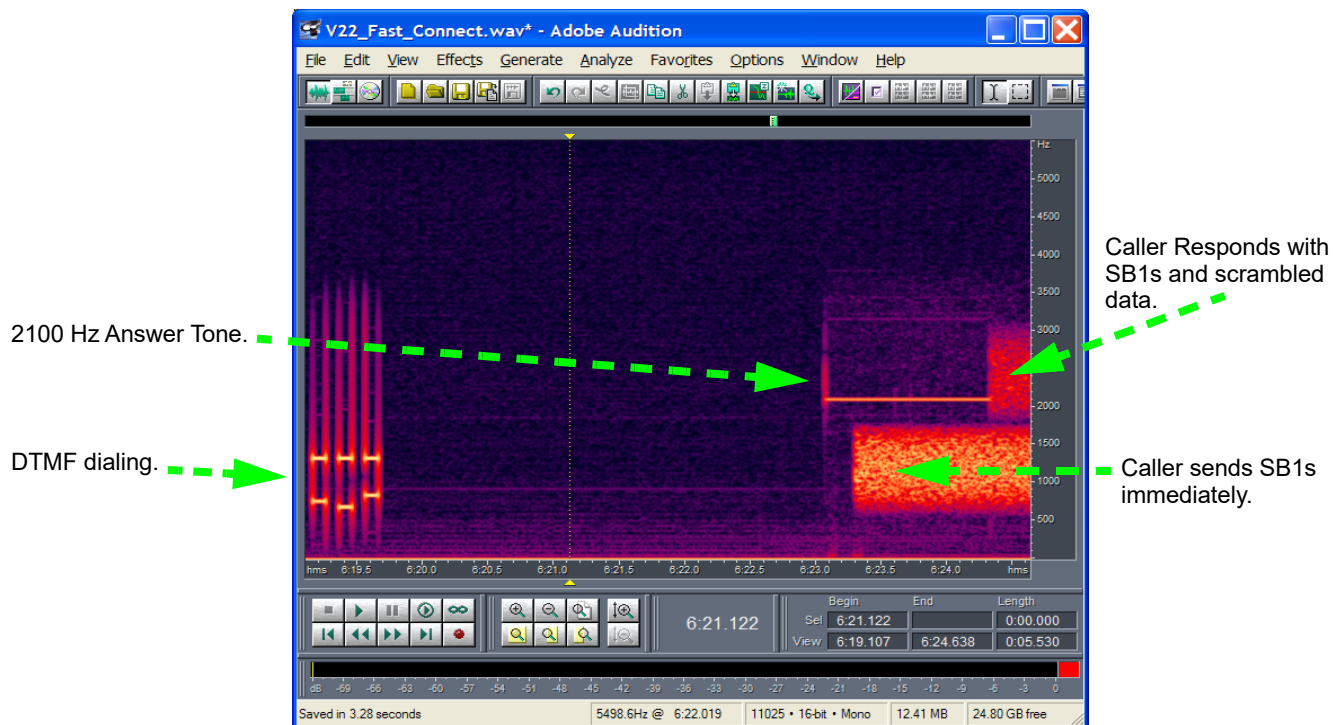 V22_Fast_Connect.wav* - Adobe Audition
File Edit View Effects Generate Analyze Favorites Options Window Help
Hz
5000
4500
4000
3500
3000
2000
1500
1000
500
2100 Hz Answer Tone.
DTMF dialing.
Caller Responds with
SB1s and scrambled
data.
Caller sends SB1s
immediately.
hms 6:19.5 6:20.0 6:20.5 6:21.0 6:21.5 6:22.0 6:22.5 6:23.0 6:23.5 6:24.0 hms
6:21.122
Begin End Length
Sel 6:21.122 0:00.000
View 6:19.107 6:24.638 0:05.530
dB -69 -66 -63 -60 -57 -54 -51 -48 -45 -42 -39 -36 -33 -30 -27 -24 -21 -18 -15 -12 -9 -6 -3 0
Saved in 3.28 seconds 5498.6Hz @ 6:22.019 11025 • 16-bit • Mono 12.41 MB 24.80 GB free